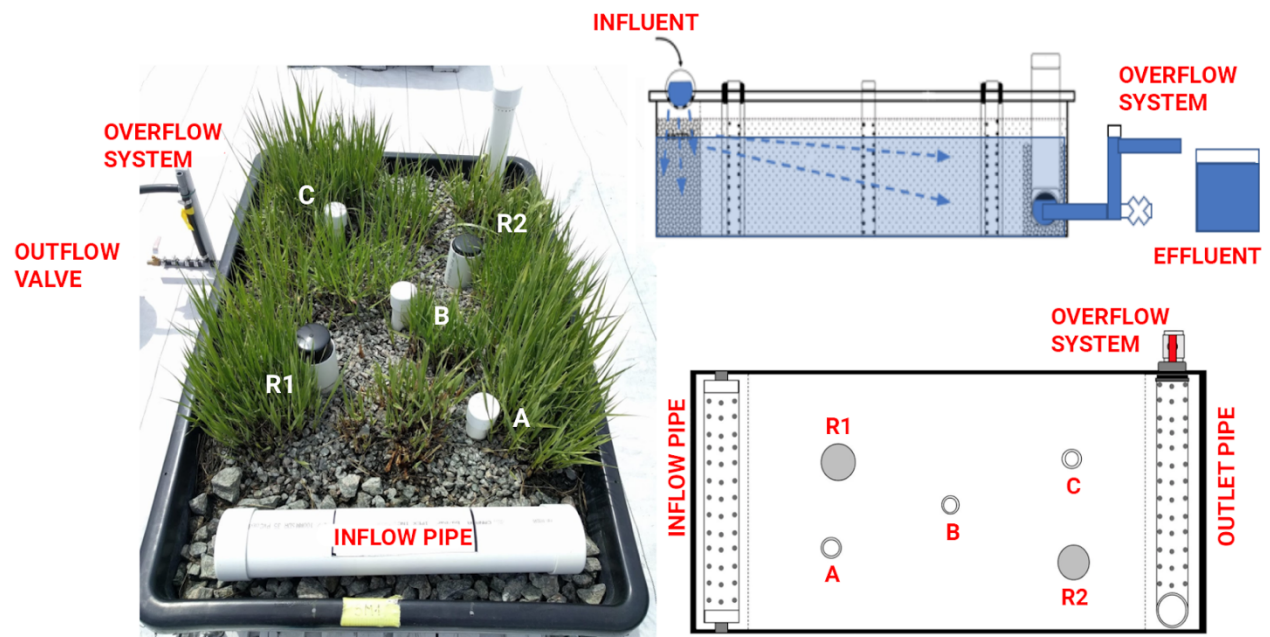 INFLUENT
OVERFLOW
SYSTEM
EFFLUENT
OVERFLOW
SYSTEM
OUTFLOW
VALVE
C
R2
B
R1
A
INFLOW PIPE
OVERFLOW
SYSTEM
INFLOW PIPE
R1
C
B
A
R2
OUTLET PIPE